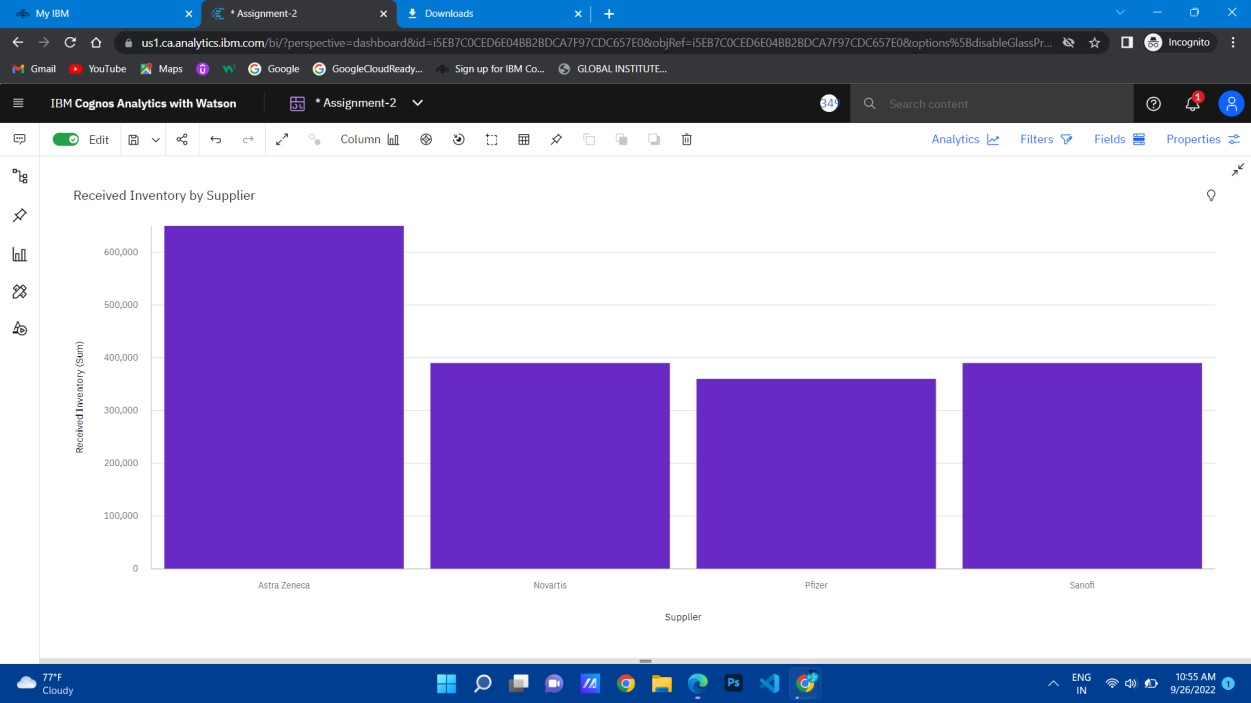 My IBM
* Assignment-2
Downloads
us1.ca.analytics.ibm.com/bi/?perspective=dashboard&id=i5EB7C0CED6E04BB2BDCA7F97CDC657E0&objRef=i5EB7C0CED6E04BB2BDCA7F97CDC657E0&options%5BdisableGlassPr...
Incognito
Gmail
YouTube
Maps
Google
GoogleCloudReady...
Sign up for IBM Co...
GLOBAL INSTITUTE...
IBM Cognos Analytics with Watson
* Assignment-2
Search content
1
Edit
Column
Analytics
Filters
Fields
Properties
Received Inventory by Supplier
600,000
500,000
400,000
300,000
200,000
100,000
0
Received Inventory (Sum)
Astra Zeneca
Novartis
Pfizer
Sanofi
Supplier
77°F
Cloudy
Ps
ENG
IN
10:55 AM
9/26/2022
1